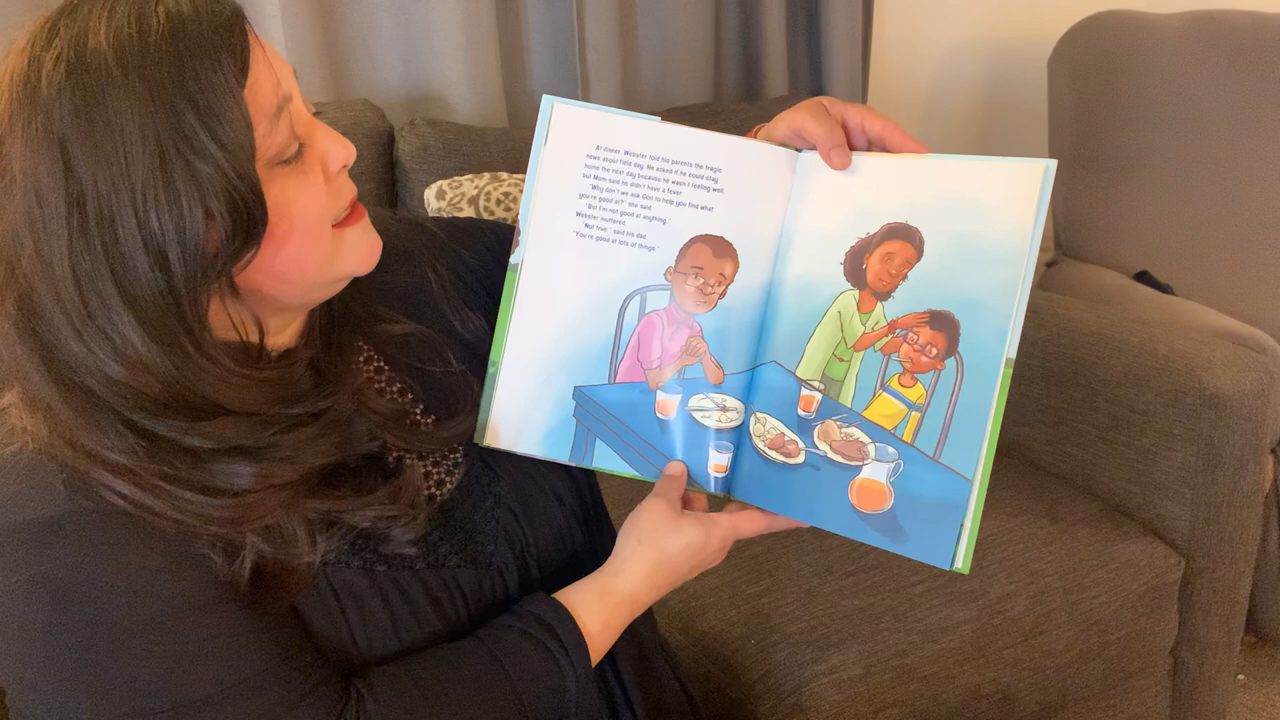 At dinner, Webster told his parents the tragic
news about field day. He asked if he could stay
home the next day because he wasn't feeling well,
but Mom said he didn't have a fever.
"Why don't we ask God to help you find what
you're good at?" she said.
"But I'm not good at anything,"
Webster muttered.
"Not true," said his dad.
"You're good at lots of things."